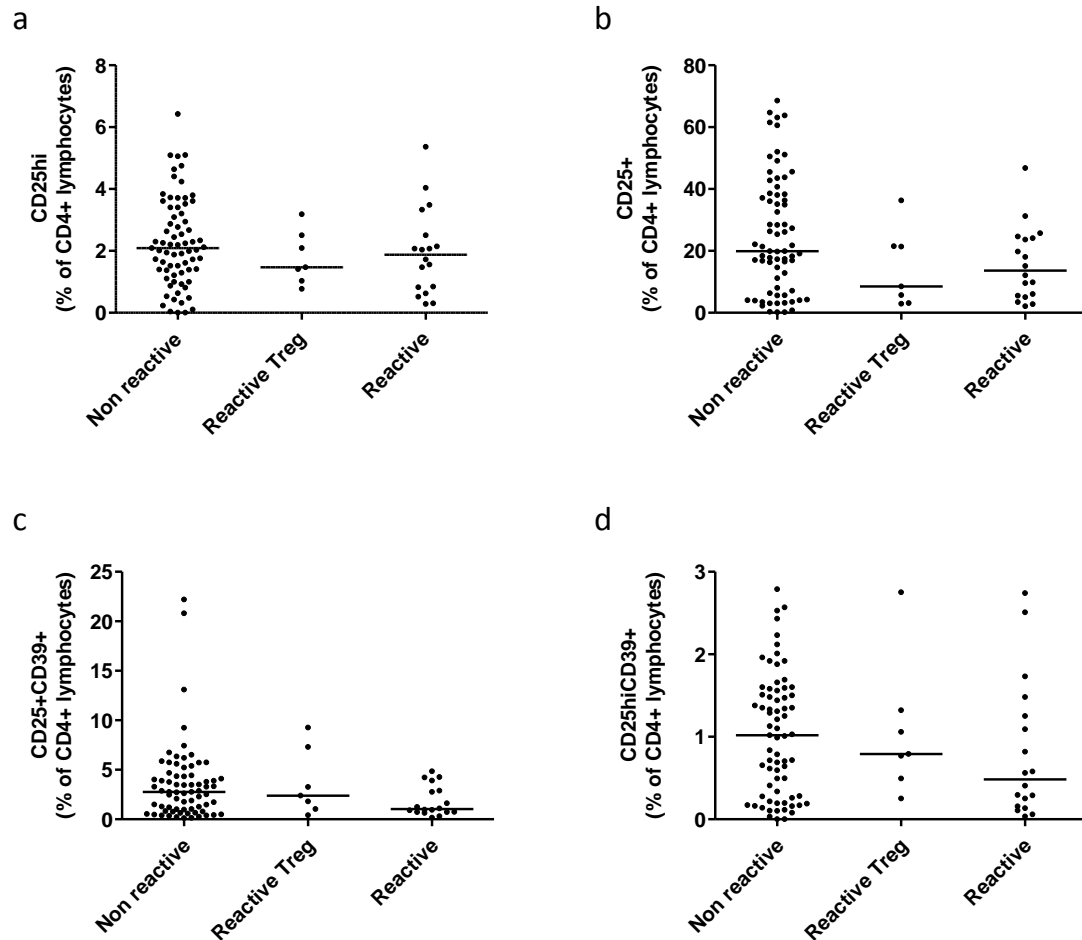 a
CD25hi
(% of CD4+ lymphocytes)
8
6
4
2
0
Non reactive
Reactive Treg
Reactive
b
CD25+
(% of CD4+ lymphocytes)
80
60
40
20
0
Non reactive
Reactive Treg
Reactive
c
CD25+CD39+
(% of CD4+ lymphocytes)
25
20
15
10
5
0
Non reactive
Reactive Treg
Reactive
d
CD25hiCD39+
(% of CD4+ lymphocytes)
3
2
1
0
Non reactive
Reactive Treg
Reactive